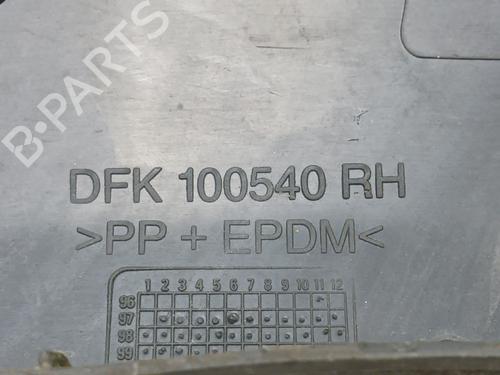 B-PARTS
DFK 100540 RH
>PP + EPDM<
1 2 3 4 5 6 7 8 9 10 11 12
96
97
98
99